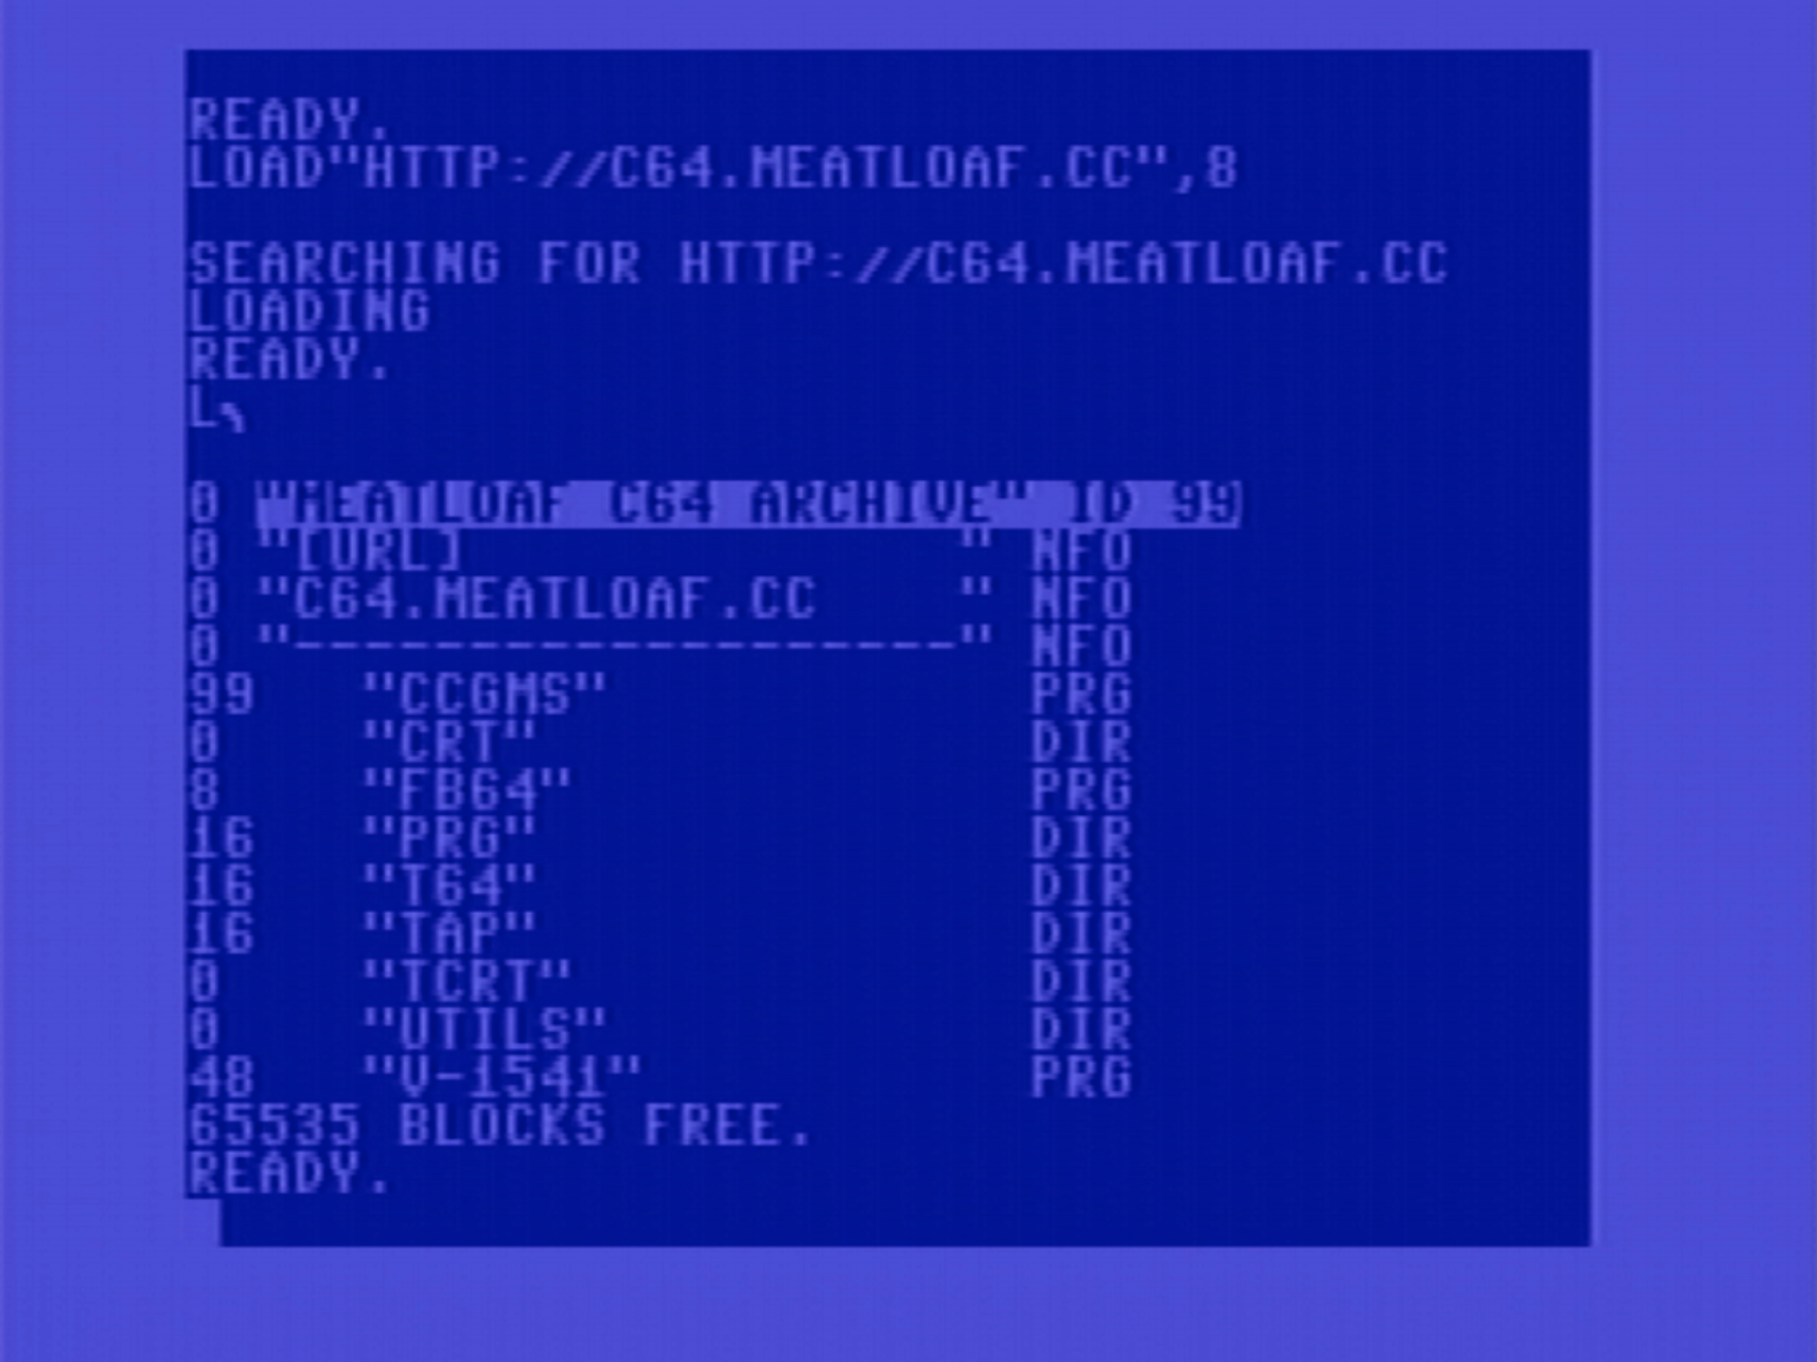 READY.
LOAD"HTTP://C64.MEATLOAF.CC",8
SEARCHING FOR HTTP://C64.MEATLOAF.CC
LOADING
READY.
L╮
0 "MEATLOAF C64 ARCHIVE" ID 99
0 "[URL]              " NFO
0 "C64.MEATLOAF.CC    " NFO
0 "-------------------" NFO
99   "CCGMS"            PRG
0    "CRT"              DIR
8    "FB64"             PRG
16   "PRG"              DIR
16   "T64"              DIR
16   "TAP"              DIR
0    "TCRT"             DIR
0    "UTILS"            DIR
48   "V-1541"           PRG
65535 BLOCKS FREE.
READY.